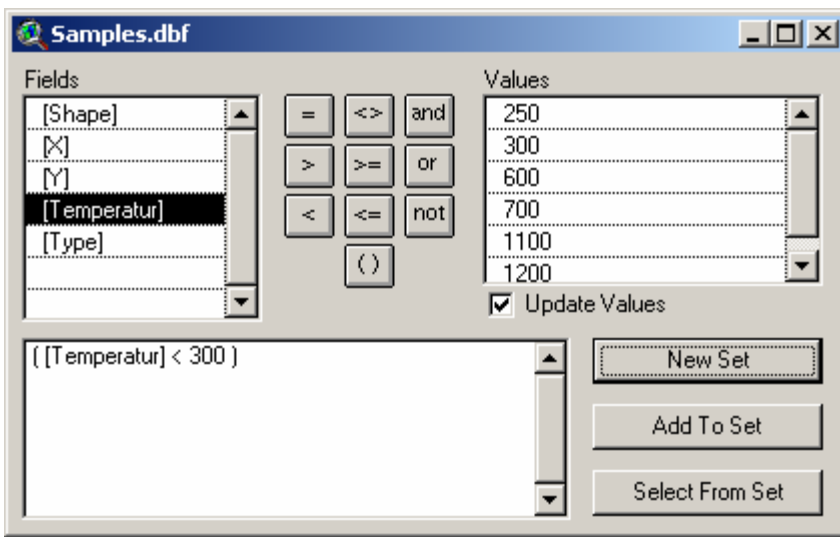 Samples.dbf
Fields
[Shape]
[X]
[Y]
[Temperatur]
[Type]
= <> and
> >= or
< <= not
( )
Values
250
300
600
700
1100
1200
Update Values
( [Temperatur] < 300 )
New Set
Add To Set
Select From Set